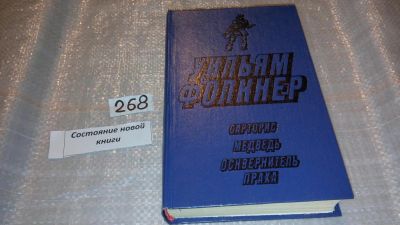 268
Состояние новой
книги
УИЛЬЯМ
ФОЛКНЕР
САРТОРИС
МЕДВЕДЬ
ОСКВЕРНИТЕЛЬ
ПРАХА